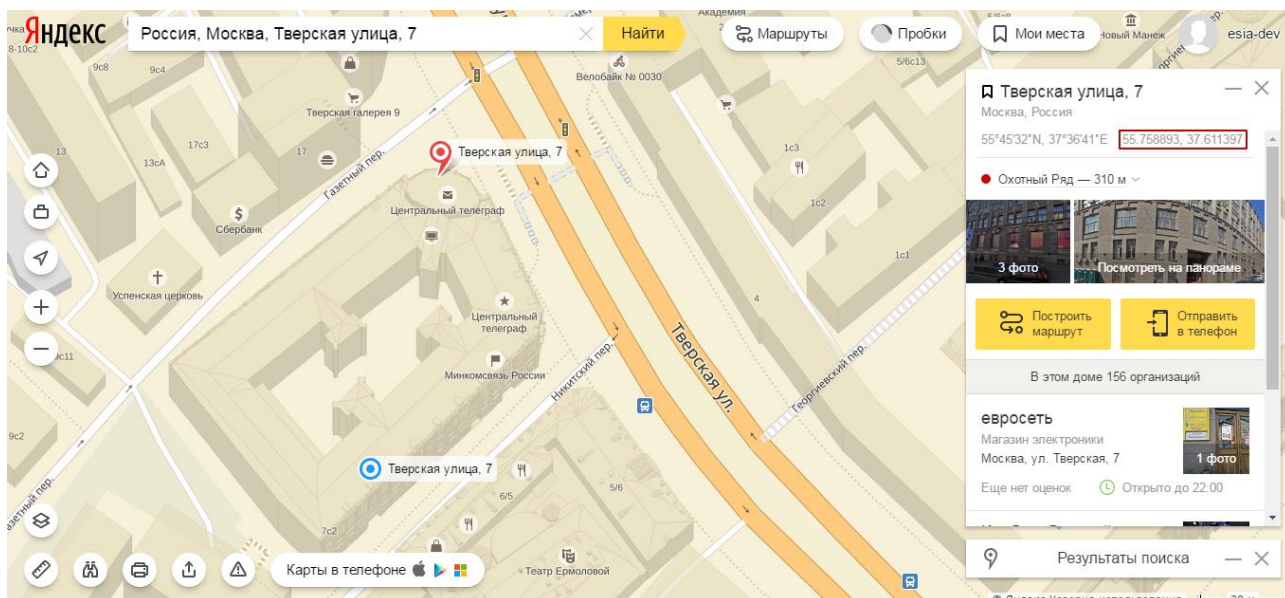 Яндекс
Россия, Москва, Тверская улица, 7
Найти
Маршруты
Пробки
Мои места
esia-dev
Академия
Новый Манеж
8-10с2
9с8
9с4
Велобайк № 0030
5/6с13
Тверская галерея 9
17с3
17
13
13сА
1с3
1с2
1с1
Газетный пер.
Тверская улица, 7
Центральный телеграф
Сбербанк
Успенская церковь
Центральный
телеграф
4
Минкомсвязь России
Никитский пер.
Тверская ул.
Георгиевский пер.
9с2
Тверская улица, 7
6/5
5/6
7с2
Театр Ермоловой
Карты в телефоне
Тверская улица, 7
Москва, Россия
55°45'32"N, 37°36'41"E
55.758893, 37.611397
Охотный Ряд — 310 м
3 фото
Посмотреть на панораме
Построить
маршрут
Отправить
в телефон
В этом доме 156 организаций
евросеть
Магазин электроники
Москва, ул. Тверская, 7
1 фото
Еще нет оценок
Открыто до 22:00
Результаты поиска